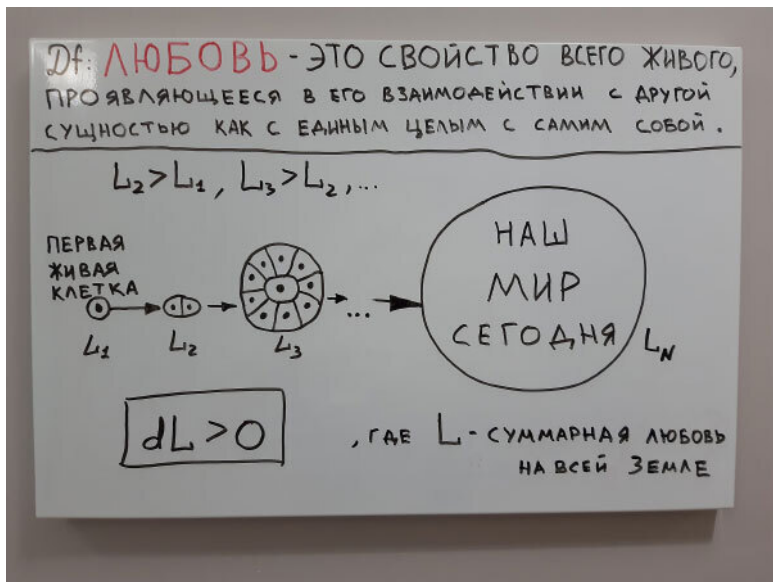 Df: ЛЮБОВЬ - ЭТО СВОЙСТВО ВСЕГО ЖИВОГО,
ПРОЯВЛЯЮЩЕЕСЯ В ЕГО ВЗАИМОДЕЙСТВИИ С ДРУГОЙ
СУЩНОСТЬЮ КАК С ЕДИНЫМ ЦЕЛЫМ С САМИМ СОБОЙ.
L₂>L₁, L₃>L₂,...
ПЕРВАЯ
ЖИВАЯ
КЛЕТКА
L₁
L₂
L₃
...
НАШ
МИР
СЕГОДНЯ
L_N
dL>0
, ГДЕ L - СУММАРНАЯ ЛЮБОВЬ
НА ВСЕЙ ЗЕМЛЕ